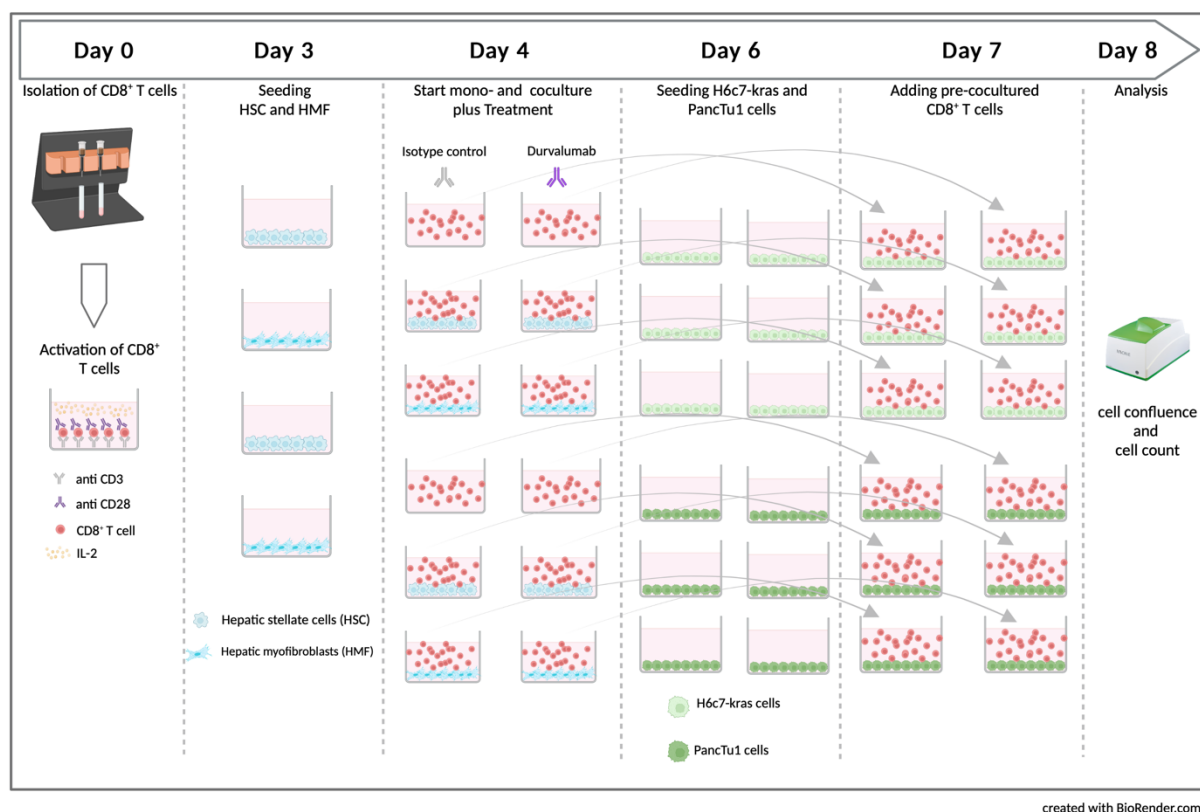 Day 0
Day 3
Day 4
Day 6
Day 7
Day 8
Isolation of CD8⁺ T cells
Seeding
HSC and HMF
Start mono- and coculture
plus Treatment
Seeding H6c7-kras and
PancTu1 cells
Adding pre-cocultured
CD8⁺ T cells
Analysis
Isotype control
Durvalumab
Activation of CD8⁺
T cells
anti CD3
anti CD28
CD8⁺ T cell
IL-2
Hepatic stellate cells (HSC)
Hepatic myofibroblasts (HMF)
H6c7-kras cells
PancTu1 cells
cell confluence
and
cell count
created with BioRender.com